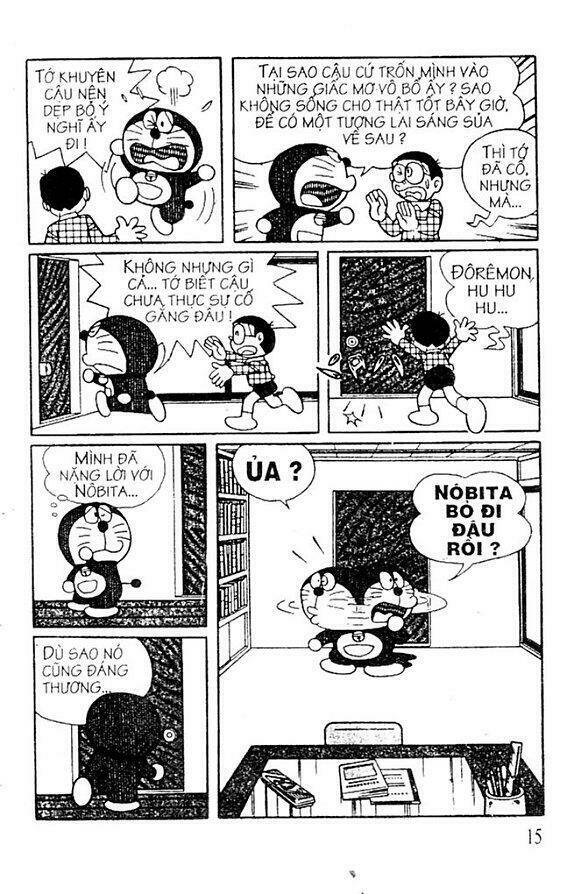 TỚ KHUYÊN
CẬU NÊN
DẸP BỎ Ý
NGHĨ ẤY
ĐI !
TẠI SAO CẬU CỨ TRỐN MÌNH VÀO
NHỮNG GIẤC MƠ VÔ BỔ ẤY ? SAO
KHÔNG SỐNG CHO THẬT TỐT BÂY GIỜ,
ĐỂ CÓ MỘT TƯƠNG LAI SÁNG SỦA
VỀ SAU ?
THÌ TỚ
ĐÃ CỐ,
NHƯNG
MÀ...
KHÔNG NHƯNG GÌ
CẢ... TỚ BIẾT CẬU
CHƯA THỰC SỰ CỐ
GẮNG ĐÂU !
ĐÔRÊMON,
HU HU
HU...
MÌNH ĐÃ
NẶNG LỜI VỚI
NÔBITA...
DÙ SAO NÓ
CŨNG ĐÁNG
THƯƠNG...
ỦA ?
NÔBITA
BỎ ĐI
ĐÂU
RỒI ?
15